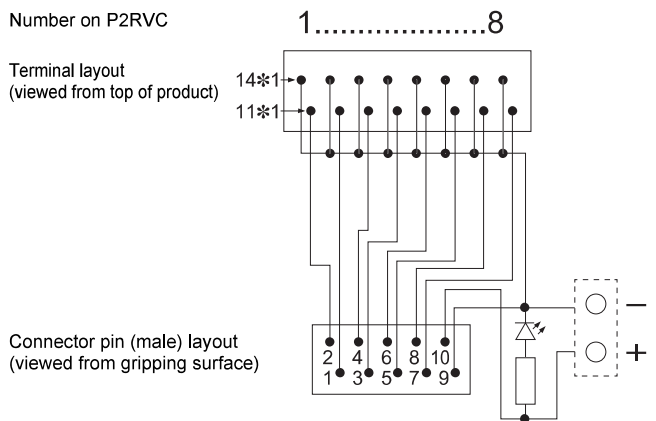 Number on P2RVC
1....................8
Terminal layout
(viewed from top of product)
14✻1
11✻1
Connector pin (male) layout
(viewed from gripping surface)
2 4 6 8 10
1 3 5 7 9
−
+